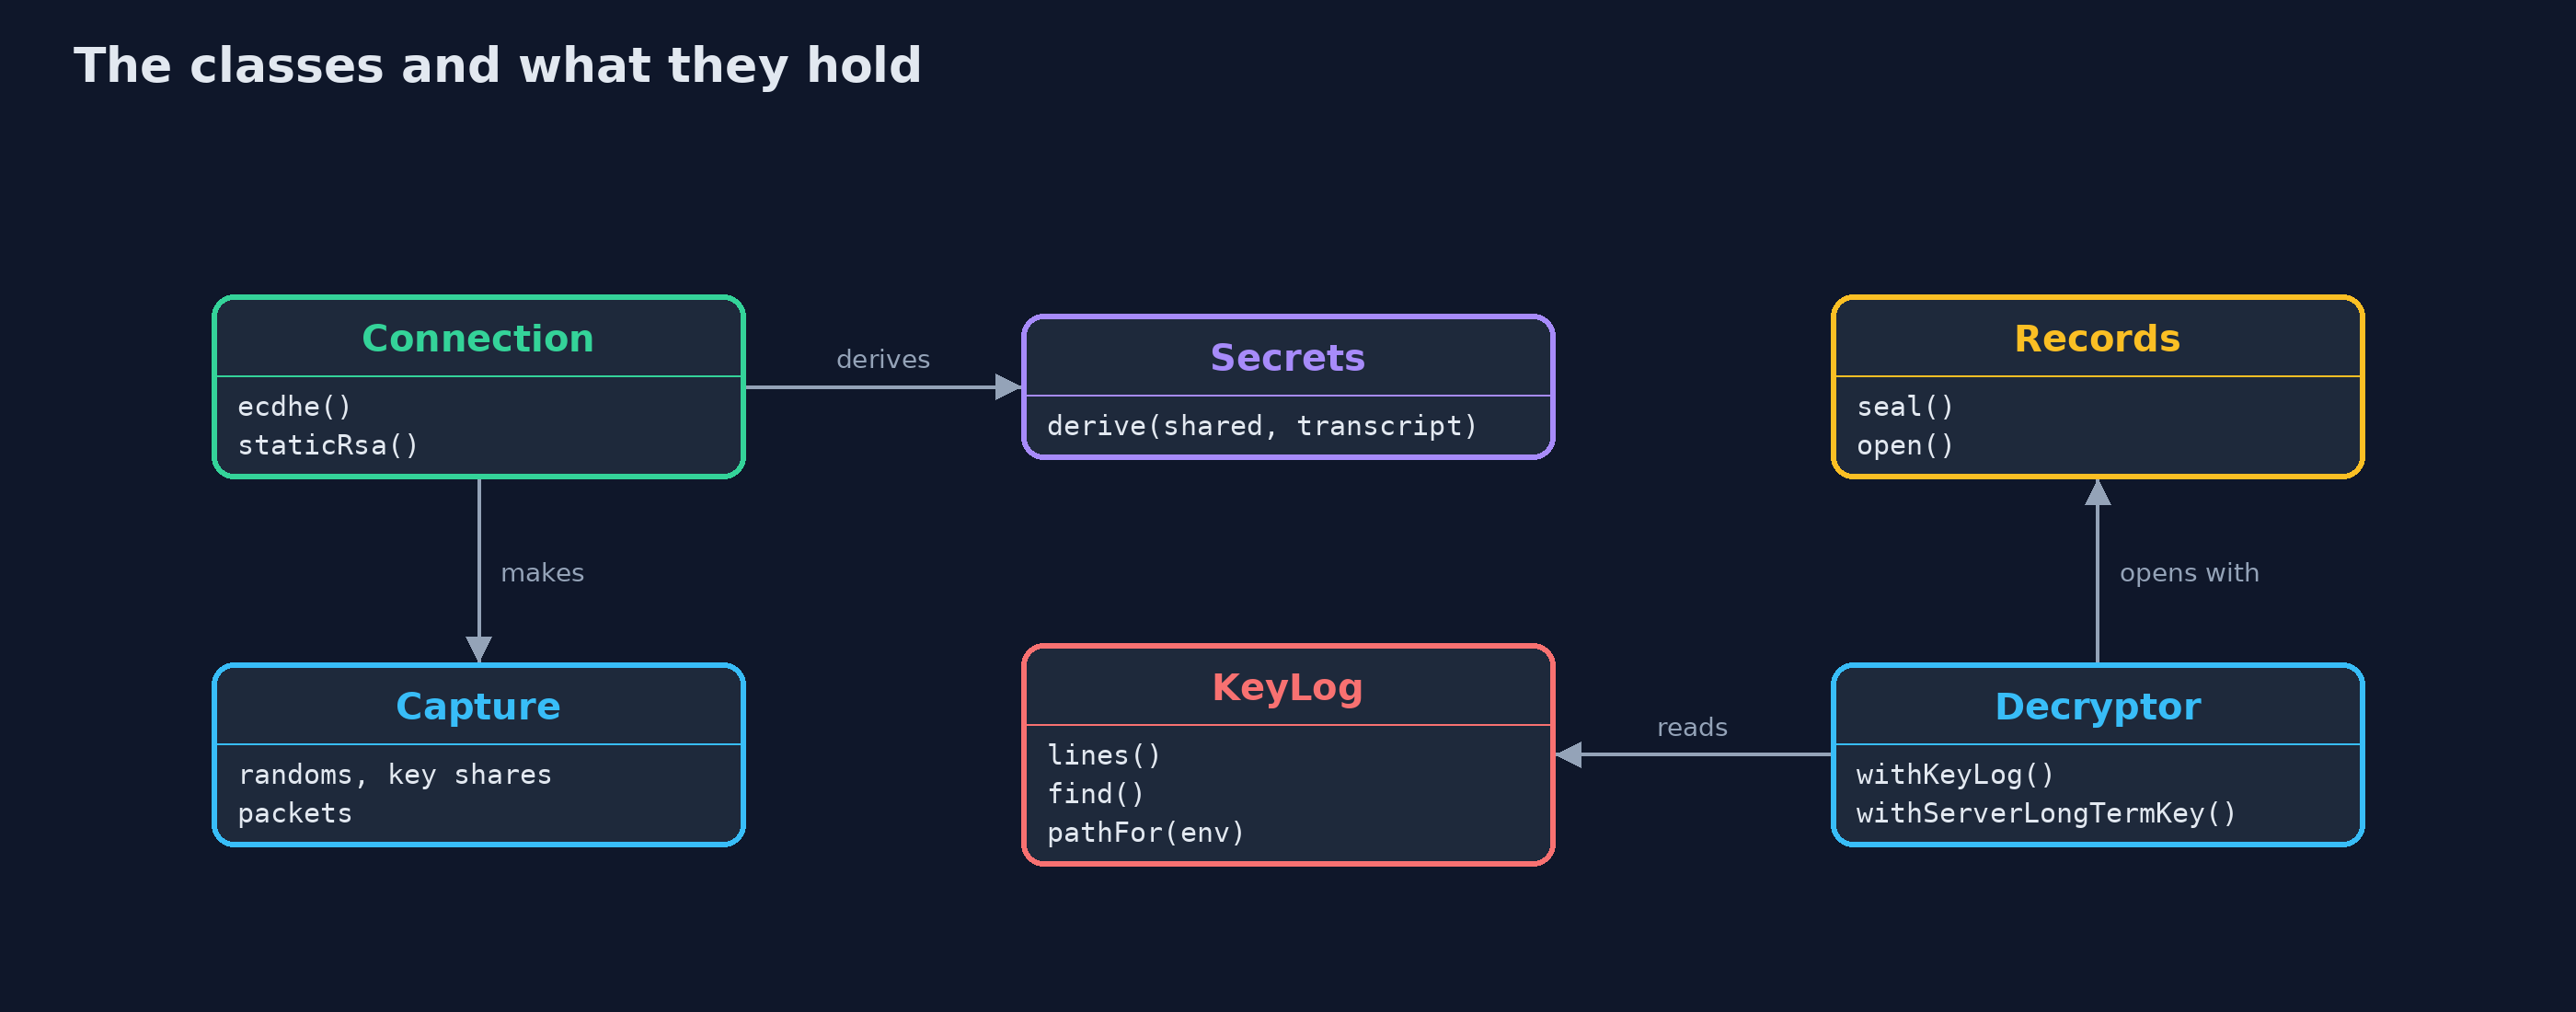 The classes and what they hold
Connection
ecdhe()
staticRsa()
derives
Secrets
derive(shared, transcript)
Records
seal()
open()
makes
opens with
Capture
randoms, key shares
packets
KeyLog
lines()
find()
pathFor(env)
reads
Decryptor
withKeyLog()
withServerLongTermKey()